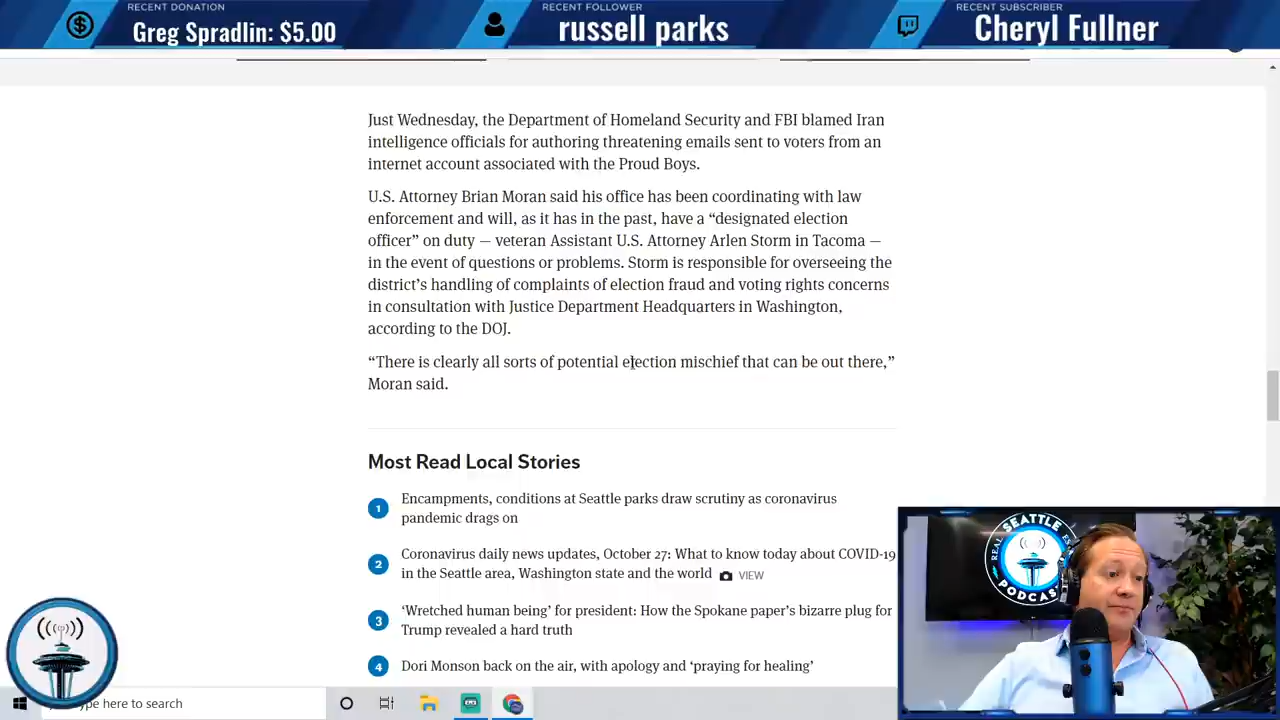 RECENT DONATION
Greg Spradlin: $5.00
RECENT FOLLOWER
russell parks
RECENT SUBSCRIBER
Cheryl Fullner
Just Wednesday, the Department of Homeland Security and FBI blamed Iran
intelligence officials for authoring threatening emails sent to voters from an
internet account associated with the Proud Boys.
U.S. Attorney Brian Moran said his office has been coordinating with law
enforcement and will, as it has in the past, have a “designated election
officer” on duty — veteran Assistant U.S. Attorney Arlen Storm in Tacoma —
in the event of questions or problems. Storm is responsible for overseeing the
district’s handling of complaints of election fraud and voting rights concerns
in consultation with Justice Department Headquarters in Washington,
according to the DOJ.
“There is clearly all sorts of potential election mischief that can be out there,”
Moran said.
Most Read Local Stories
1 Encampments, conditions at Seattle parks draw scrutiny as coronavirus
pandemic drags on
2 Coronavirus daily news updates, October 27: What to know today about COVID-19
in the Seattle area, Washington state and the world VIEW
3 ‘Wretched human being’ for president: How the Spokane paper’s bizarre plug for
Trump revealed a hard truth
4 Dori Monson back on the air, with apology and ‘praying for healing’
REAL SEATTLE
PODCAS
ype here to search